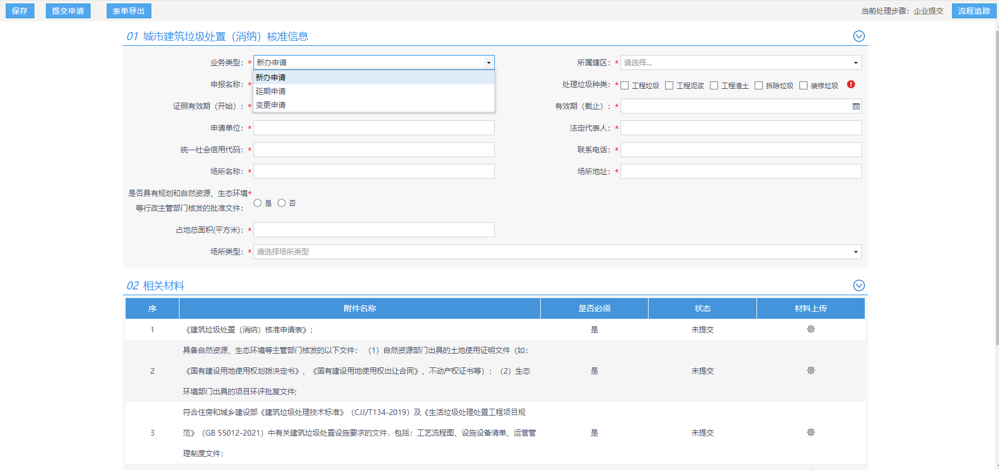 保存 提交申请 表单导出 当前处理步骤：企业提交 流程追踪
01 城市建筑垃圾处置（消纳）核准信息
业务类型：* 新办申请 所属辖区：* 请选择...
新办申请
申报名称：* 处理垃圾种类：* 工程垃圾 工程泥浆 工程渣土 拆除垃圾 装修垃圾
延期申请
证照有效期（开始）：* 变更申请 有效期（截止）：*
申请单位：* 法定代表人：*
统一社会信用代码：* 联系电话：*
场所名称：* 场所地址：*
是否具有规划和自然资源、生态环境*
等行政主管部门核发的批准文件： 是 否
占地总面积(平方米)：*
场所类型：* 请选择场所类型
02 相关材料
序 附件名称 是否必须 状态 材料上传
1 《建筑垃圾处置（消纳）核准申请表》； 是 未提交
具备自然资源、生态环境等主管部门核发的以下文件：（1）自然资源部门出具的土地使用证明文件（如：
2 《国有建设用地使用权划拨决定书》、《国有建设用地使用权出让合同》、不动产权证书等）；（2）生态 是 未提交
环境部门出具的项目环评批复文件;
符合住房和城乡建设部《建筑垃圾处理技术标准》（CJJ/T134-2019）及《生活垃圾处理处置工程项目规
3 范》（GB 55012-2021）中有关建筑垃圾处置设施要求的文件，包括：工艺流程图、设施设备清单、运营管 是 未提交
理制度文件；